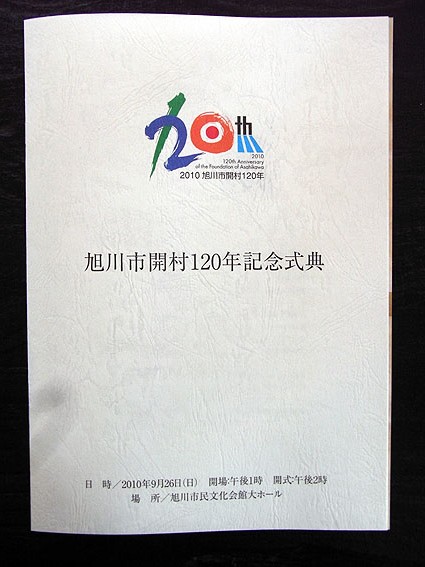 120th
2010
120th Anniversary
of the Foundation of Asahikawa
2010 旭川市開村120年
旭川市開村120年記念式典
日　時／2010年9月26日(日)　開場:午後1時　開式:午後2時
場　所／旭川市民文化会館大ホール